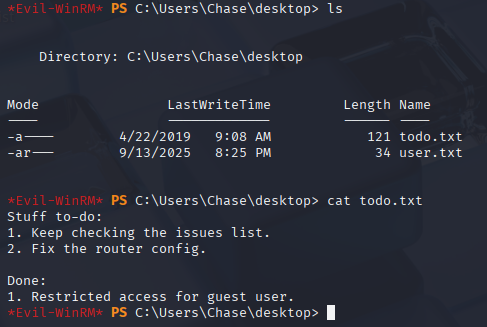 *Evil-WinRM* PS C:\Users\Chase\desktop> ls
Directory: C:\Users\Chase\desktop
Mode                LastWriteTime         Length Name
----                -------------         ------ ----
-a----        4/22/2019   9:08 AM            121 todo.txt
-ar---        9/13/2025   8:25 PM             34 user.txt
*Evil-WinRM* PS C:\Users\Chase\desktop> cat todo.txt
Stuff to-do:
1. Keep checking the issues list.
2. Fix the router config.
Done:
1. Restricted access for guest user.
*Evil-WinRM* PS C:\Users\Chase\desktop>